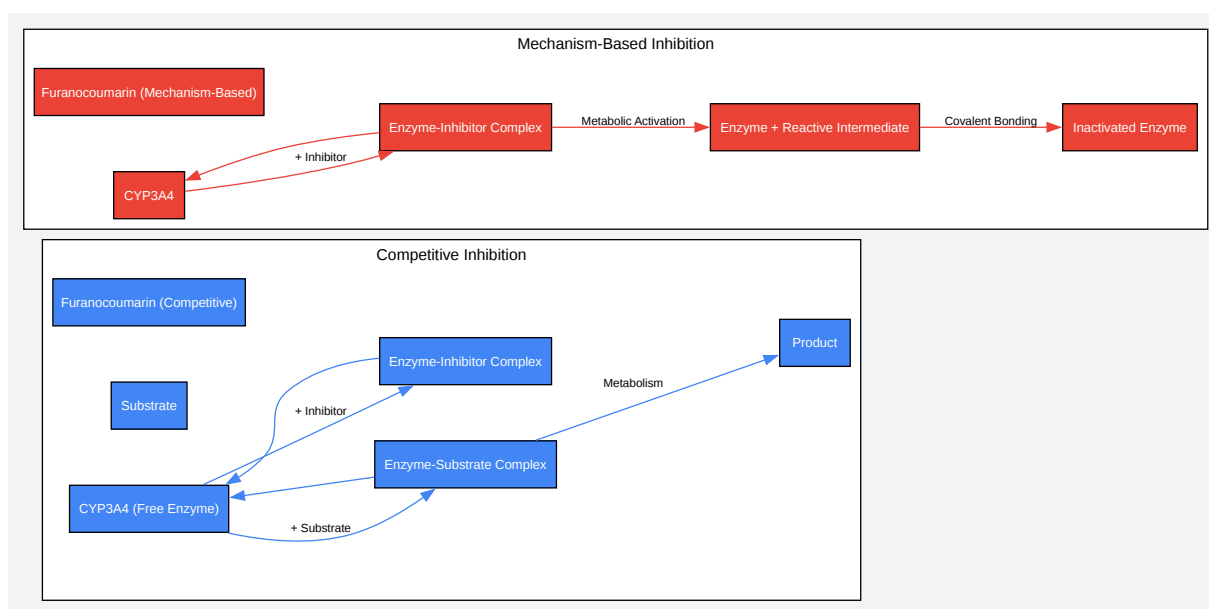 Mechanism-Based Inhibition
Furanocoumarin (Mechanism-Based)
Enzyme-Inhibitor Complex
Metabolic Activation
Enzyme + Reactive Intermediate
Covalent Bonding
Inactivated Enzyme
+ Inhibitor
CYP3A4
Competitive Inhibition
Furanocoumarin (Competitive)
Product
Enzyme-Inhibitor Complex
Metabolism
Substrate
+ Inhibitor
Enzyme-Substrate Complex
CYP3A4 (Free Enzyme)
+ Substrate